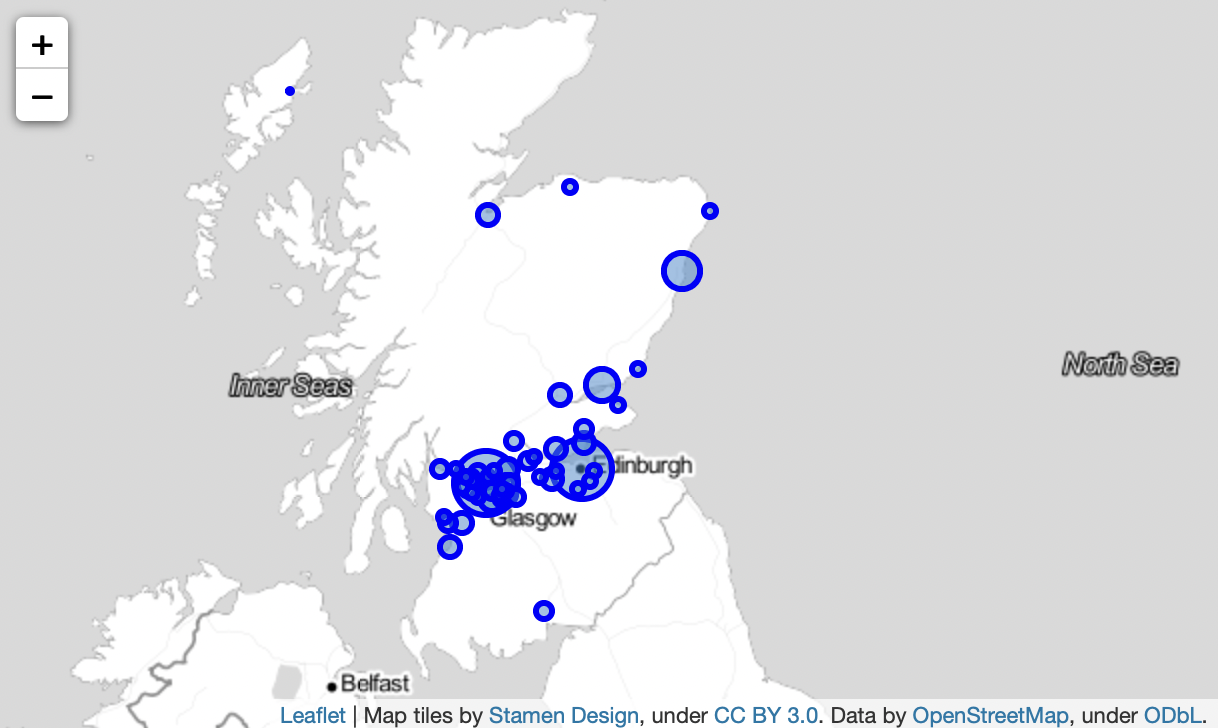 +
−
Inner Seas
North Sea
Edinburgh
Glasgow
Belfast
Leaflet | Map tiles by Stamen Design, under CC BY 3.0. Data by OpenStreetMap, under ODbL.